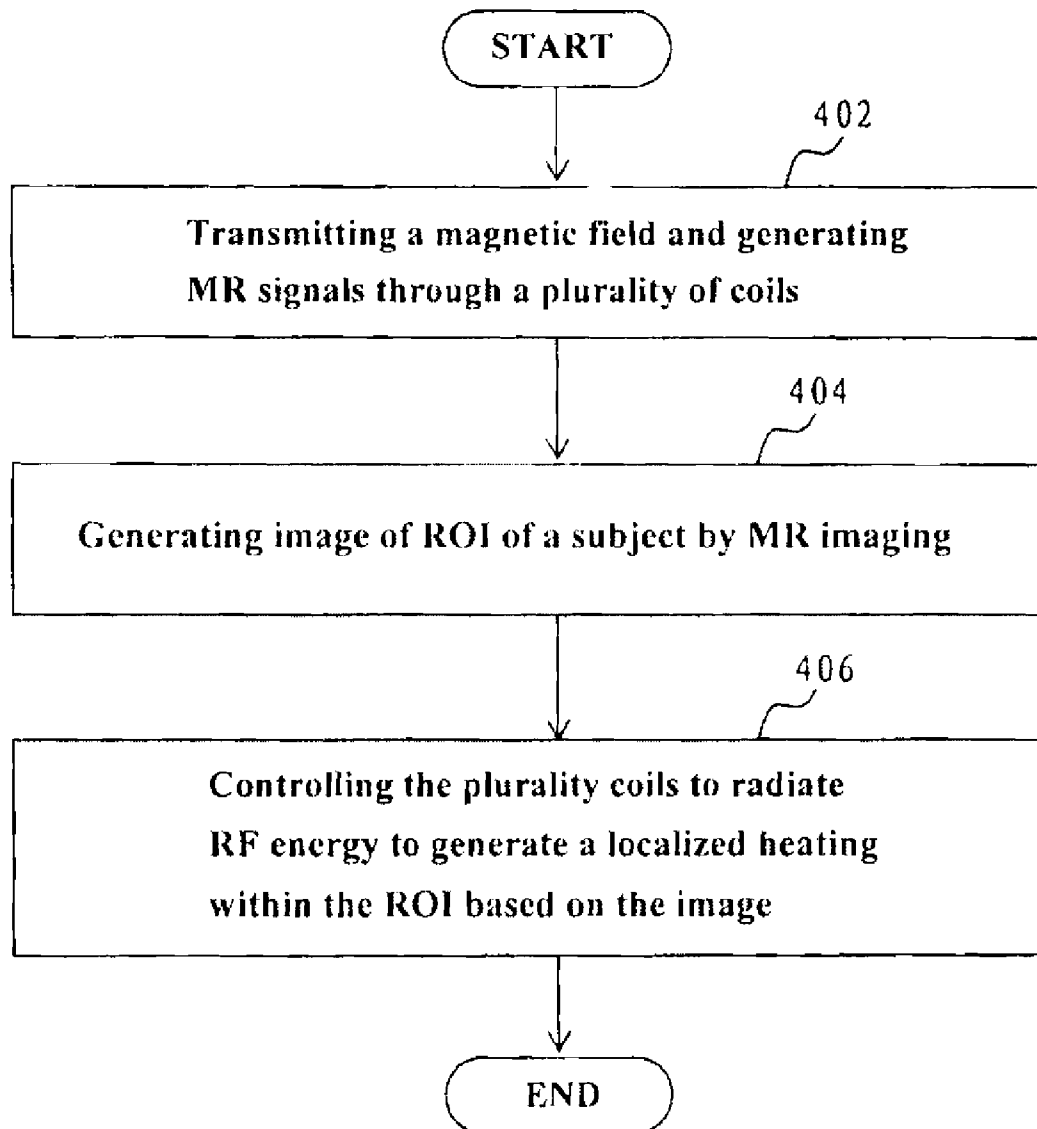 START
402
Transmitting a magnetic field and generating
MR signals through a plurality of coils
404
Generating image of ROI of a subject by MR imaging
406
Controlling the plurality coils to radiate
RF energy to generate a localized heating
within the ROI based on the image
END